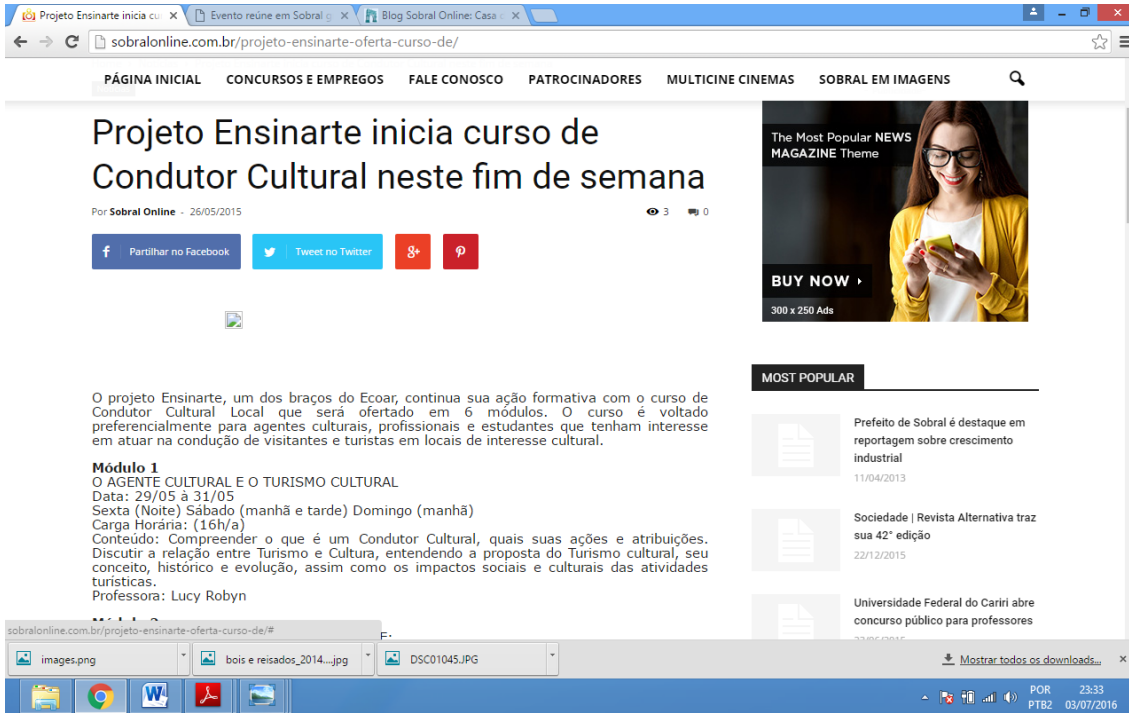 Projeto Ensinarte inicia cu
Evento reúne em Sobral g
Blog Sobral Online: Casa d
sobralonline.com.br/projeto-ensinarte-oferta-curso-de/
PÁGINA INICIAL CONCURSOS E EMPREGOS FALE CONOSCO PATROCINADORES MULTICINE CINEMAS SOBRAL EM IMAGENS
Projeto Ensinarte inicia curso de
Condutor Cultural neste fim de semana
Por Sobral Online - 26/05/2015
3 0
f Partilhar no Facebook
Tweet no Twitter
g+
The Most Popular NEWS
MAGAZINE Theme
BUY NOW
300 x 250 Ads
O projeto Ensinarte, um dos braços do Ecoar, continua sua ação formativa com o curso de
Condutor Cultural Local que será ofertado em 6 módulos. O curso é voltado
preferencialmente para agentes culturais, profissionais e estudantes que tenham interesse
em atuar na condução de visitantes e turistas em locais de interesse cultural.
Módulo 1
O AGENTE CULTURAL E O TURISMO CULTURAL
Data: 29/05 à 31/05
Sexta (Noite) Sábado (manhã e tarde) Domingo (manhã)
Carga Horária: (16h/a)
Conteúdo: Compreender o que é um Condutor Cultural, quais suas ações e atribuições.
Discutir a relação entre Turismo e Cultura, entendendo a proposta do Turismo cultural, seu
conceito, histórico e evolução, assim como os impactos sociais e culturais das atividades
turísticas.
Professora: Lucy Robyn
MOST POPULAR
Prefeito de Sobral é destaque em
reportagem sobre crescimento
industrial
11/04/2013
Sociedade | Revista Alternativa traz
sua 42° edição
22/12/2015
Universidade Federal do Cariri abre
concurso público para professores
sobralonline.com.br/projeto-ensinarte-oferta-curso-de/#
images.png
bois e reisados_2014....jpg
DSC01045.JPG
Mostrar todos os downloads...
POR
PTB2
23:33
03/07/2016